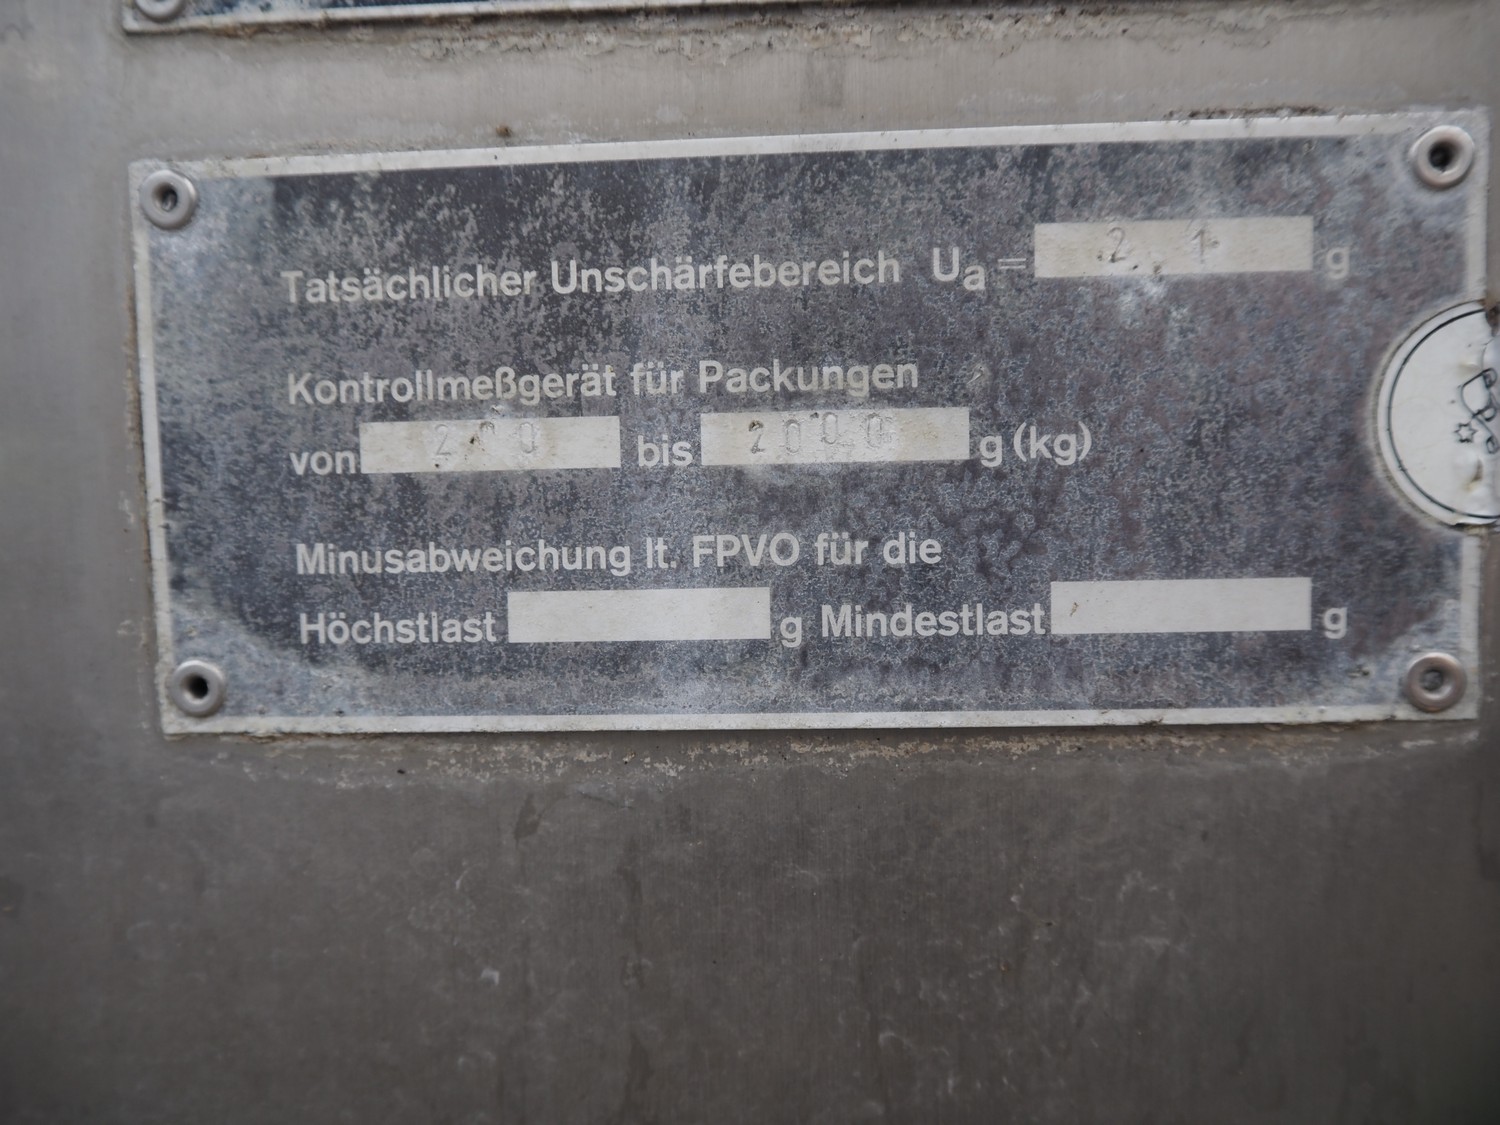 Tatsächlicher Unschärfebereich Ua = 2,1 g
Kontrollmeßgerät für Packungen
von 200 bis 2000 g (kg)
Minusabweichung lt. FPVO für die
Höchstlast g Mindestlast g